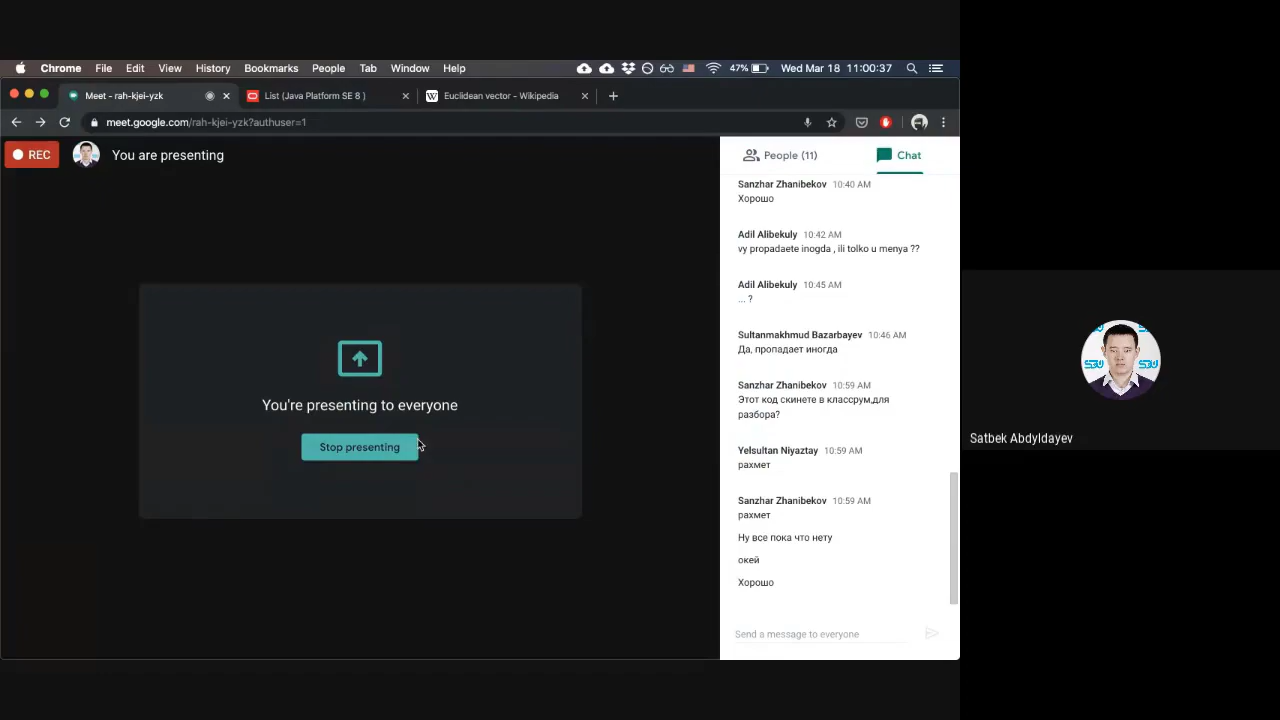 Chrome File Edit View History Bookmarks People Tab Window Help 47% Wed Mar 18 11:00:37
Meet - rah-kjei-yzk List (Java Platform SE 8 ) Euclidean vector - Wikipedia
meet.google.com/rah-kjei-yzk?authuser=1
REC You are presenting
People (11) Chat
Sanzhar Zhanibekov 10:40 AM
Хорошо
Adil Alibekuly 10:42 AM
vy propadaete inogda , ili tolko u menya ??
Adil Alibekuly 10:45 AM
... ?
Sultanmakhmud Bazarbayev 10:46 AM
Да, пропадает иногда
Sanzhar Zhanibekov 10:59 AM
Этот код скинете в классрум,для
разбора?
Yelsultan Niyaztay 10:59 AM
рахмет
Sanzhar Zhanibekov 10:59 AM
рахмет
Ну все пока что нету
окей
Хорошо
Send a message to everyone
You're presenting to everyone
Stop presenting
Satbek Abdyldayev